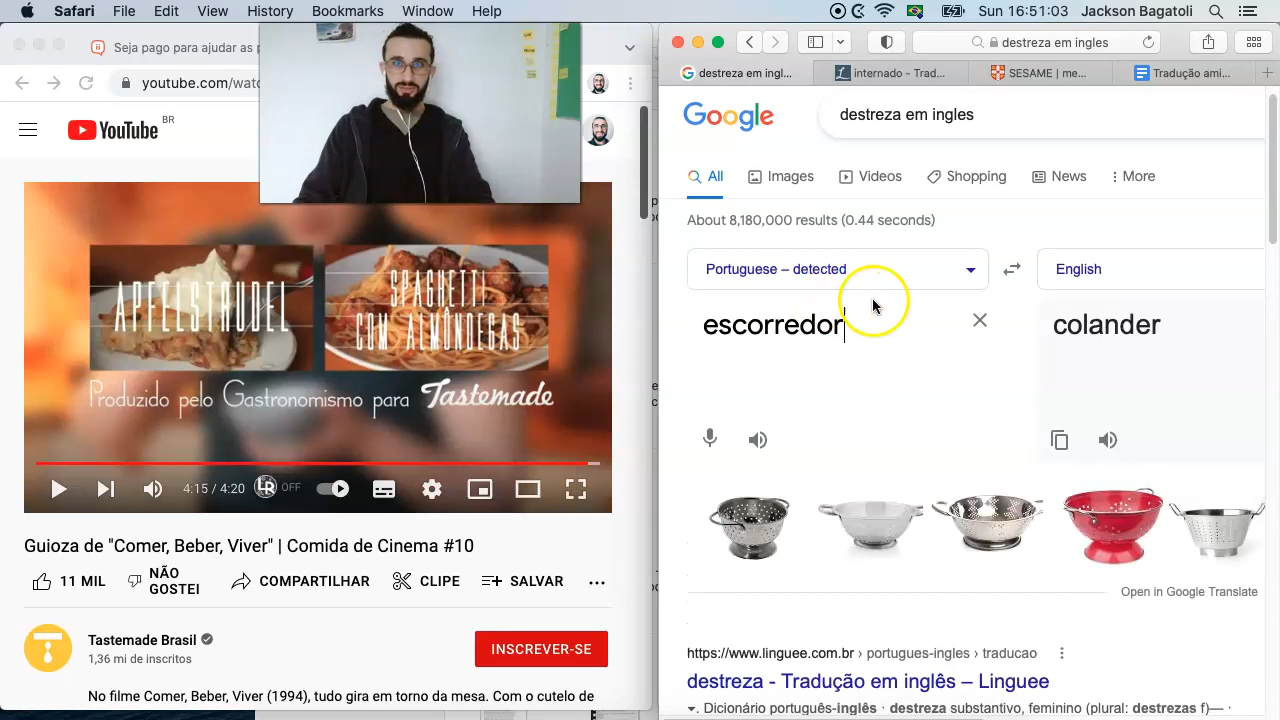 Safari File Edit View History Bookmarks Window Help Sun 16:51:03 Jackson Bagatoli
Seja pago para ajudar as p
youtube.com/watc
YouTube BR
APFELSTRUDEL
SPAGHETTI
COM ALMÔNDEGAS
Produzido pelo Gastronomismo para Tastemade
4:15 / 4:20 LR OFF
Guioza de "Comer, Beber, Viver" | Comida de Cinema #10
11 MIL NÃO GOSTEI COMPARTILHAR CLIPE SALVAR ...
Tastemade Brasil
1,36 mi de inscritos
INSCREVER-SE
No filme Comer, Beber, Viver (1994), tudo gira em torno da mesa. Com o cutelo de
destreza em ingles
destreza em ingl... internado - Trad... SESAME | me... Tradução ami...
Google destreza em ingles
All Images Videos Shopping News More
About 8,180,000 results (0.44 seconds)
Portuguese – detected English
escorredor colander
Open in Google Translate
https://www.linguee.com.br › portugues-ingles › traducao
destreza - Tradução em inglês – Linguee
Dicionário português-inglês · destreza substantivo, feminino (plural: destrezas f)— ·